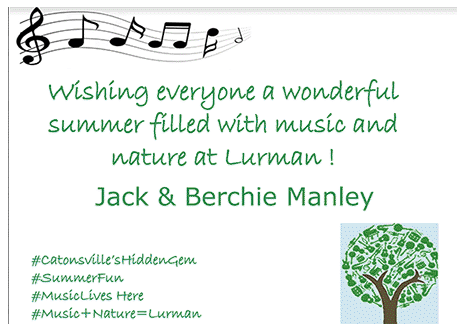 Wishing everyone a wonderful
summer filled with music and
nature at Lurman !
Jack & Berchie Manley
#Catonsville'sHiddenGem
#SummerFun
#MusicLives Here
#Music+Nature=Lurman